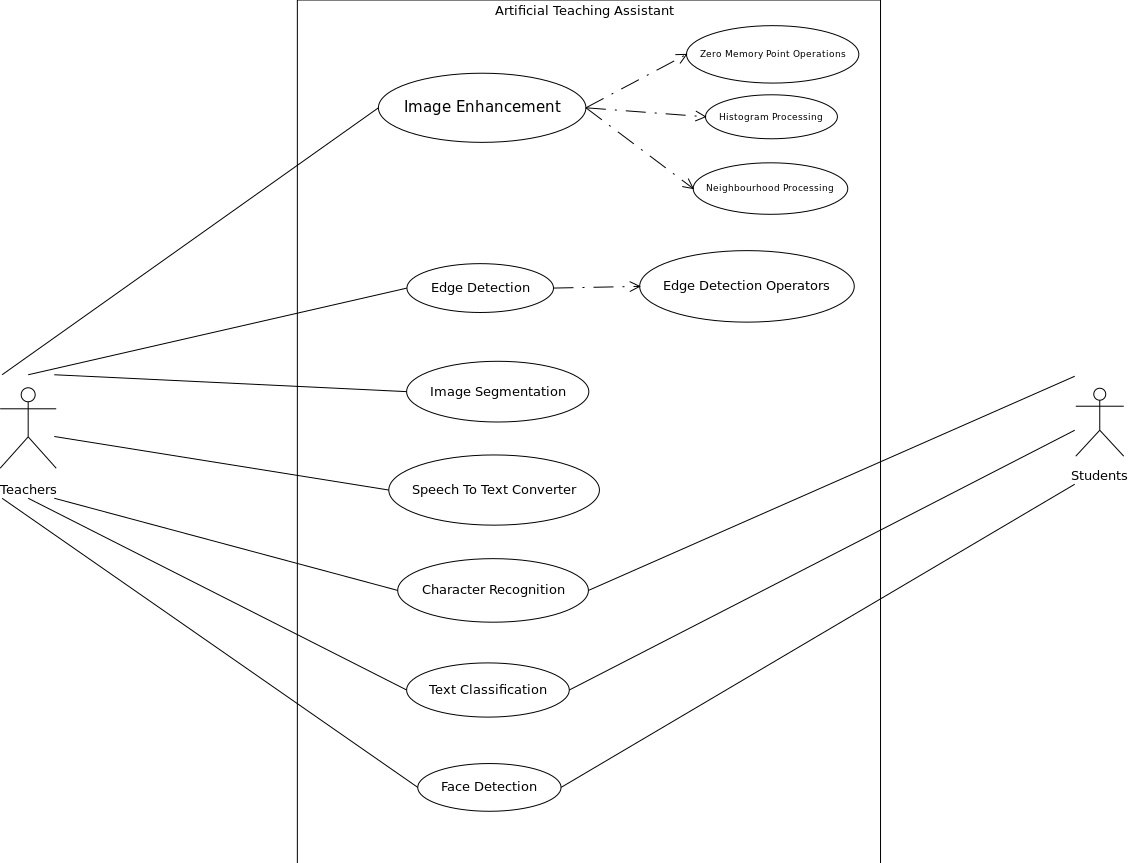 Artificial Teaching Assistant
Zero Memory Point Operations
Image Enhancement
Histogram Processing
Neighbourhood Processing
Edge Detection
Edge Detection Operators
Image Segmentation
Teachers
Students
Speech To Text Converter
Character Recognition
Text Classification
Face Detection